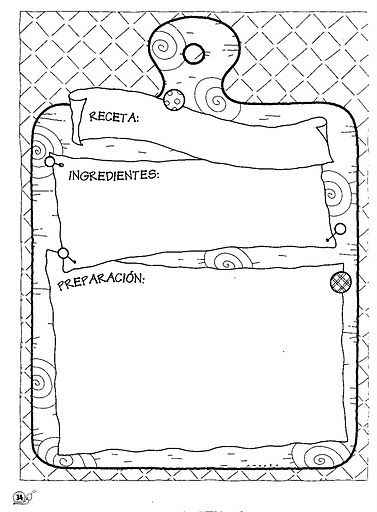 RECETA:
INGREDIENTES:
PREPARACIÓN:
34